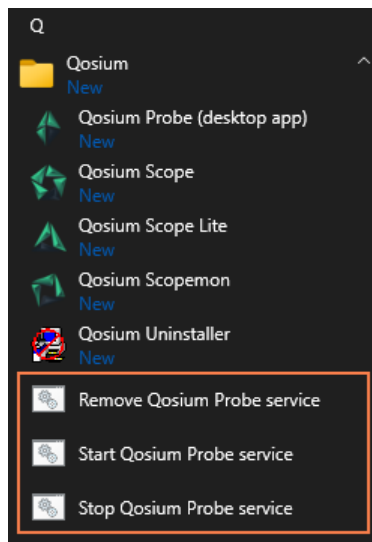 Q
Qosium
New
Qosium Probe (desktop app)
New
Qosium Scope
New
Qosium Scope Lite
New
Qosium Scopemon
New
Qosium Uninstaller
New
Remove Qosium Probe service
Start Qosium Probe service
Stop Qosium Probe service